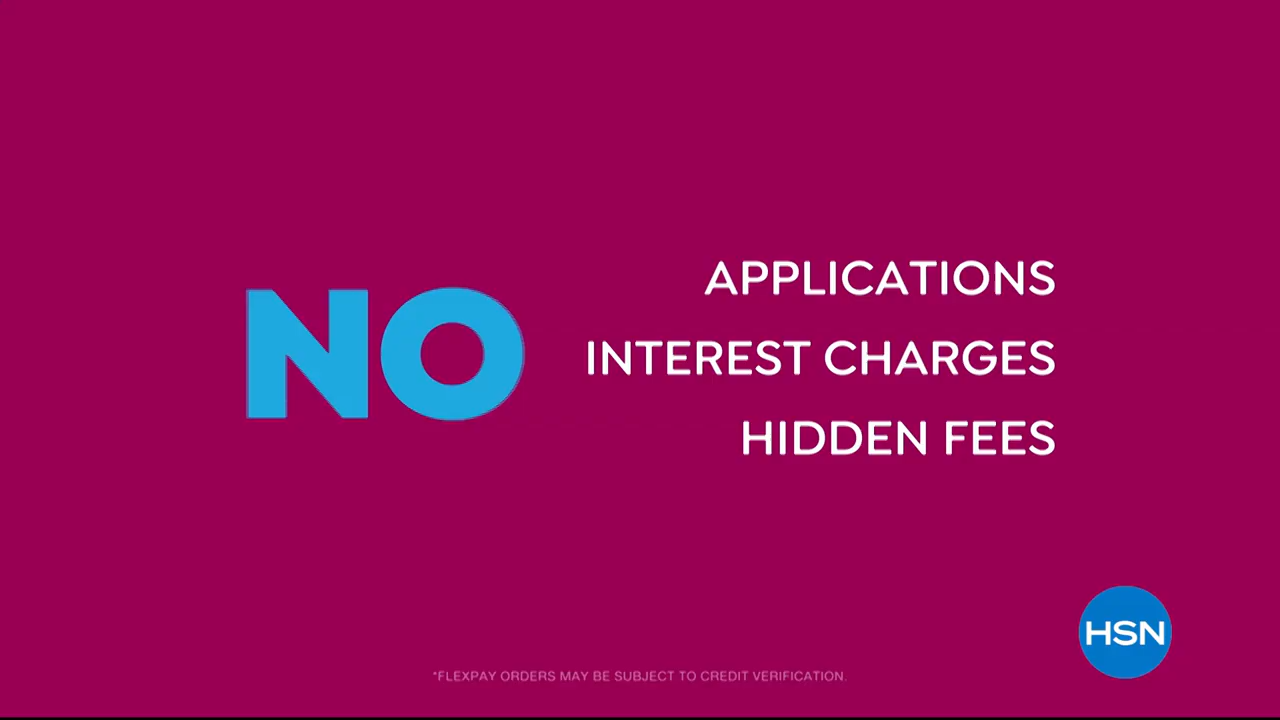 NO
APPLICATIONS
INTEREST CHARGES
HIDDEN FEES
HSN
*FLEXPAY ORDERS MAY BE SUBJECT TO CREDIT VERIFICATION.